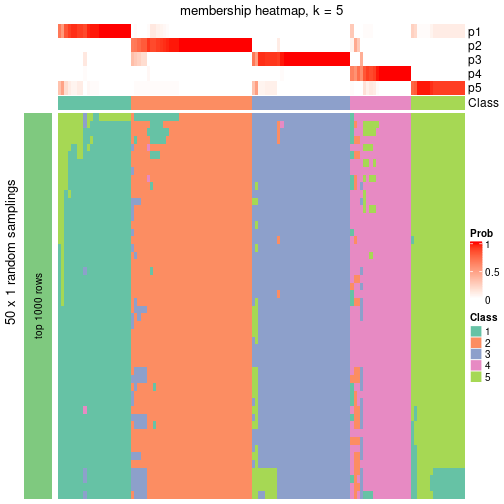 membership heatmap, k = 5
p1
p2
p3
p4
p5
Class
50 x 1 random samplings
top 1000 rows
Prob
1
0.5
0
Class
1
2
3
4
5